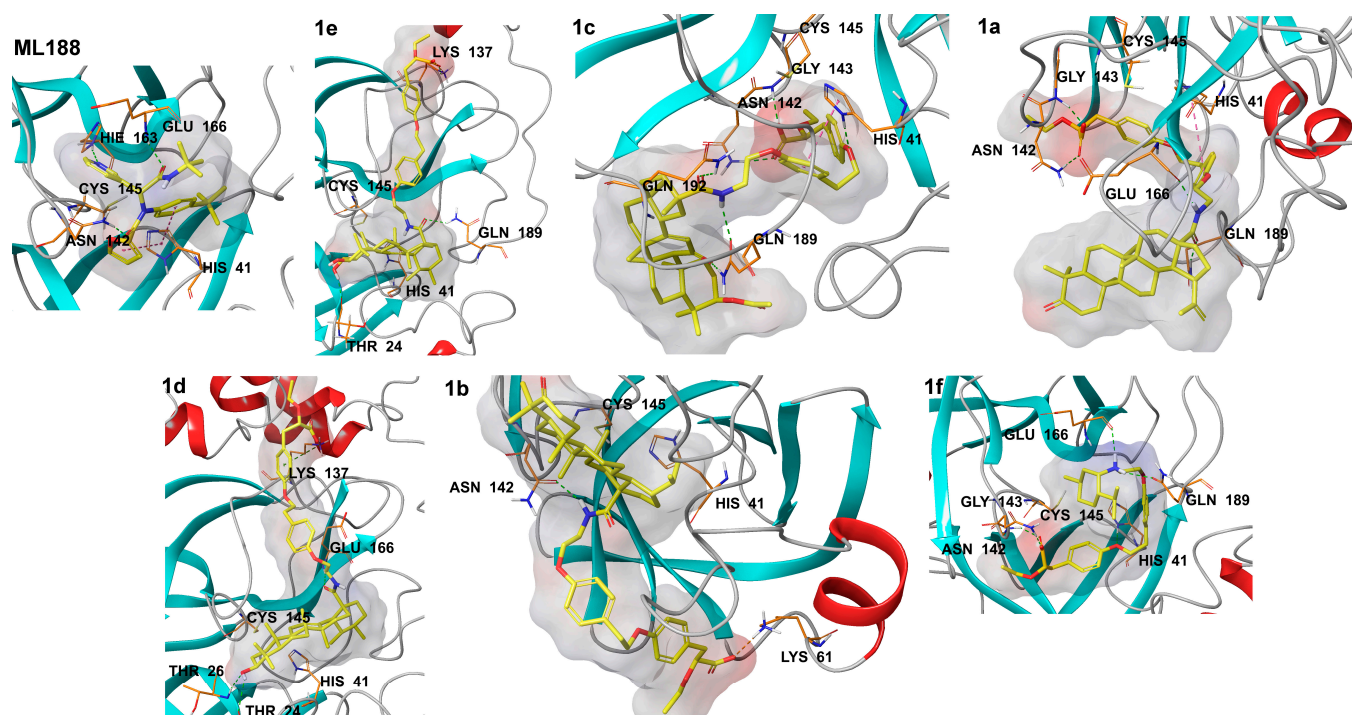 ML188
HIE 163
GLU 166
CYS 145
ASN 142
HIS 41
1e
LYS 137
CYS 145
GLN 189
HIS 41
THR 24
1c
CYS 145
GLY 143
ASN 142
HIS 41
GLN 192
GLN 189
1a
CYS 145
GLY 143
HIS 41
ASN 142
GLU 166
GLN 189
1d
LYS 137
GLU 166
CYS 145
THR 26
HIS 41
THR 24
1b
CYS 145
ASN 142
HIS 41
LYS 61
1f
GLU 166
GLY 143
GLN 189
CYS 145
ASN 142
HIS 41